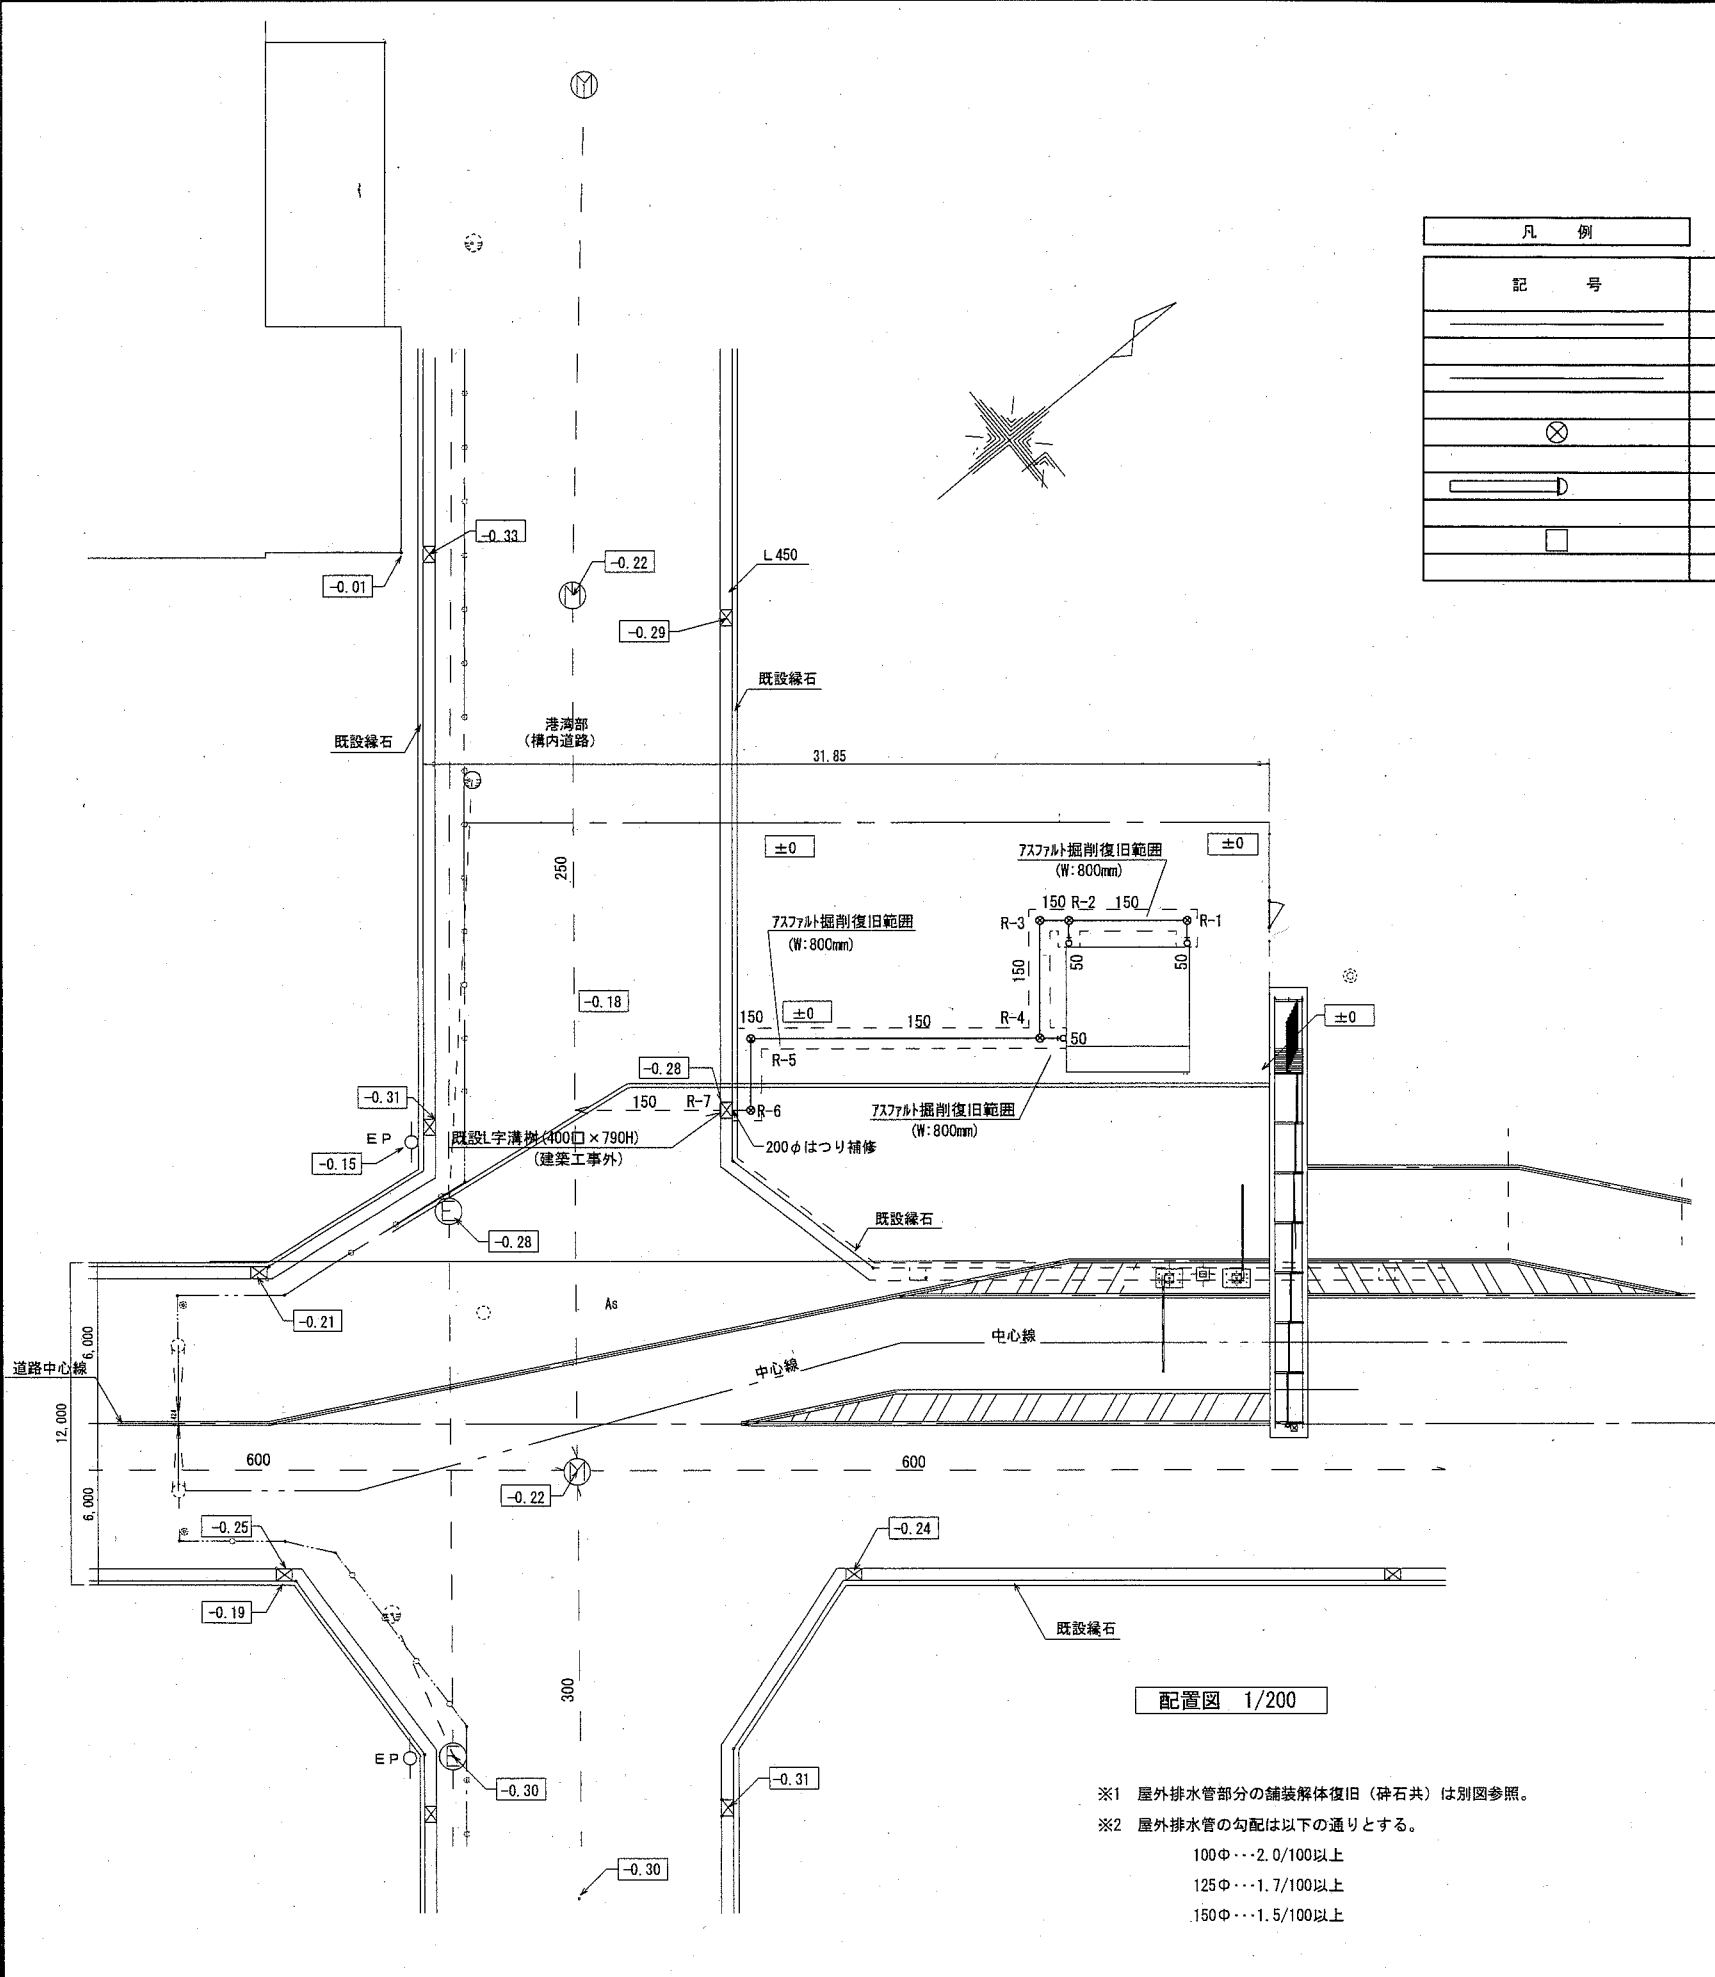 凡　例
記　号
-0.33
-0.01
-0.22
L 450
-0.29
既設縁石
既設縁石
港湾部
(構内道路)
31.85
250
±0
±0
ｱｽﾌｧﾙﾄ掘削復旧範囲
(W:800mm)
150 R-2 150
R-3
R-1
ｱｽﾌｧﾙﾄ掘削復旧範囲
(W:800mm)
50
50
150
-0.18
±0
150
150
R-4
±0
50
R-5
-0.28
-0.31
150
R-7
R-6
ｱｽﾌｧﾙﾄ掘削復旧範囲
(W:800mm)
EP
既設L字溝桝(400□×790H)
(建築工事外)
200φはつり補修
-0.15
既設縁石
-0.28
-0.21
As
6,000
中心線
道路中心線
中心線
12,000
600
600
-0.22
6,000
-0.25
-0.24
-0.19
既設縁石
300
配置図　1/200
EP
-0.30
-0.31
※1　屋外排水管部分の舗装解体復旧（砕石共）は別図参照。
※2　屋外排水管の勾配は以下の通りとする。
100Φ･･･2.0/100以上
-0.30
125Φ･･･1.7/100以上
150Φ･･･1.5/100以上